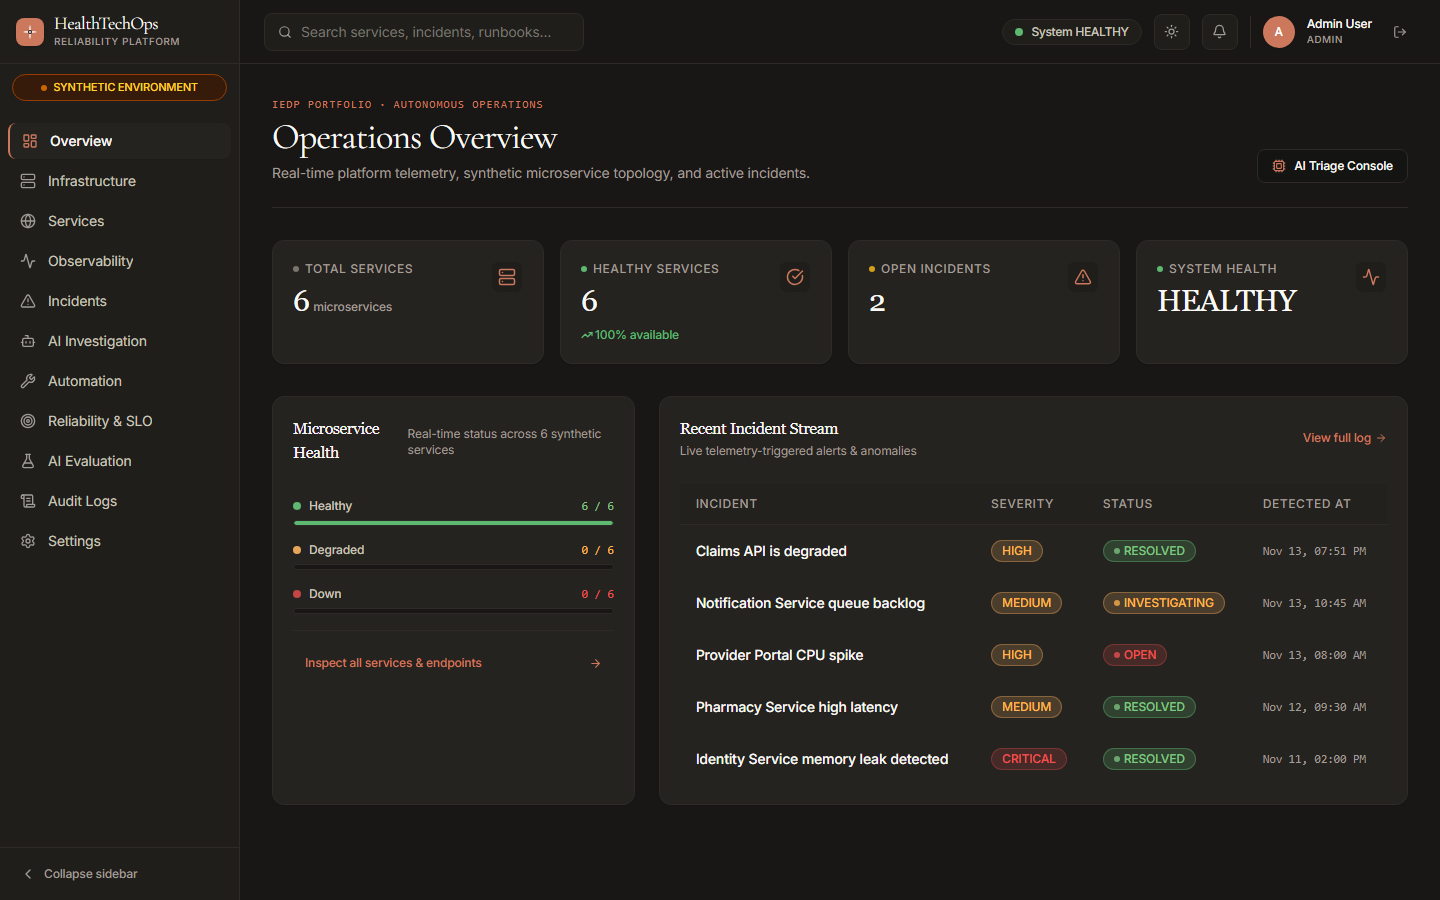 HealthTechOps
RELIABILITY PLATFORM
SYNTHETIC ENVIRONMENT
Overview
Infrastructure
Services
Observability
Incidents
AI Investigation
Automation
Reliability & SLO
AI Evaluation
Audit Logs
Settings
Collapse sidebar
Search services, incidents, runbooks...
System HEALTHY
A
Admin User
ADMIN
IEDP PORTFOLIO · AUTONOMOUS OPERATIONS
Operations Overview
Real-time platform telemetry, synthetic microservice topology, and active incidents.
AI Triage Console
TOTAL SERVICES
6 microservices
HEALTHY SERVICES
6
100% available
OPEN INCIDENTS
2
SYSTEM HEALTH
HEALTHY
Microservice
Health
Real-time status across 6 synthetic
services
Healthy 6 / 6
Degraded 0 / 6
Down 0 / 6
Inspect all services & endpoints
Recent Incident Stream
Live telemetry-triggered alerts & anomalies
View full log
INCIDENT SEVERITY STATUS DETECTED AT
Claims API is degraded HIGH RESOLVED Nov 13, 07:51 PM
Notification Service queue backlog MEDIUM INVESTIGATING Nov 13, 10:45 AM
Provider Portal CPU spike HIGH OPEN Nov 13, 08:00 AM
Pharmacy Service high latency MEDIUM RESOLVED Nov 12, 09:30 AM
Identity Service memory leak detected CRITICAL RESOLVED Nov 11, 02:00 PM